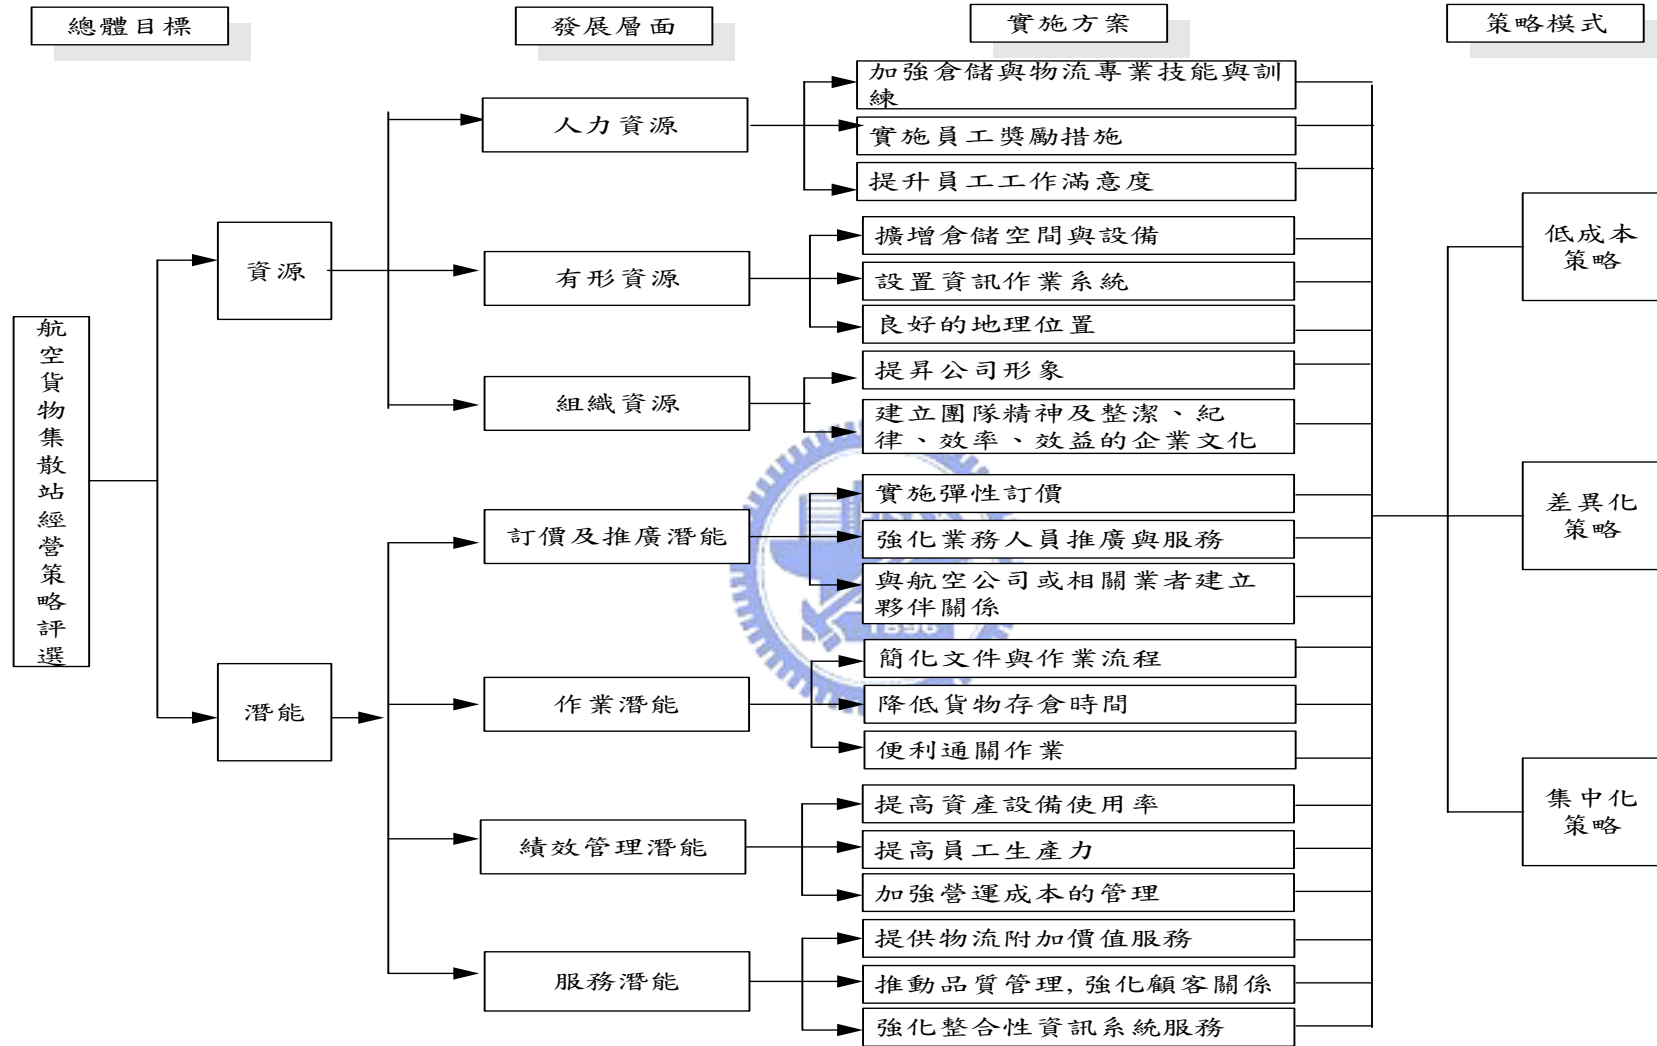 總體目標
發展層面
實施方案
策略模式
航空貨物集散站經營策略評選
資源
潛能
人力資源
有形資源
組織資源
訂價及推廣潛能
作業潛能
績效管理潛能
服務潛能
加強倉儲與物流專業技能與訓
練
實施員工獎勵措施
提升員工工作滿意度
擴增倉儲空間與設備
設置資訊作業系統
良好的地理位置
提昇公司形象
建立團隊精神及整潔、紀
律、效率、效益的企業文化
實施彈性訂價
強化業務人員推廣與服務
與航空公司或相關業者建立
夥伴關係
簡化文件與作業流程
降低貨物存倉時間
便利通關作業
提高資產設備使用率
提高員工生產力
加強營運成本的管理
提供物流附加價值服務
推動品質管理,強化顧客關係
強化整合性資訊系統服務
低成本
策略
差異化
策略
集中化
策略
1896